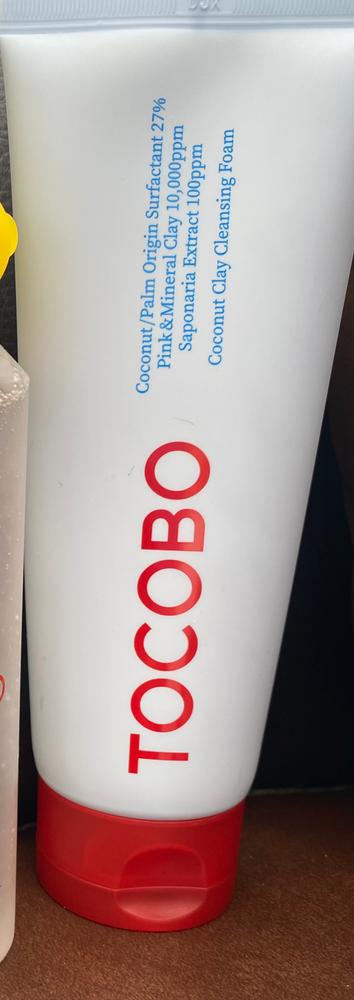 Coconut/Palm Origin Surfactant 27%
Pink&Mineral Clay 10,000ppm
Saponaria Extract 100ppm
Coconut Clay Cleansing Foam
TOCOBO